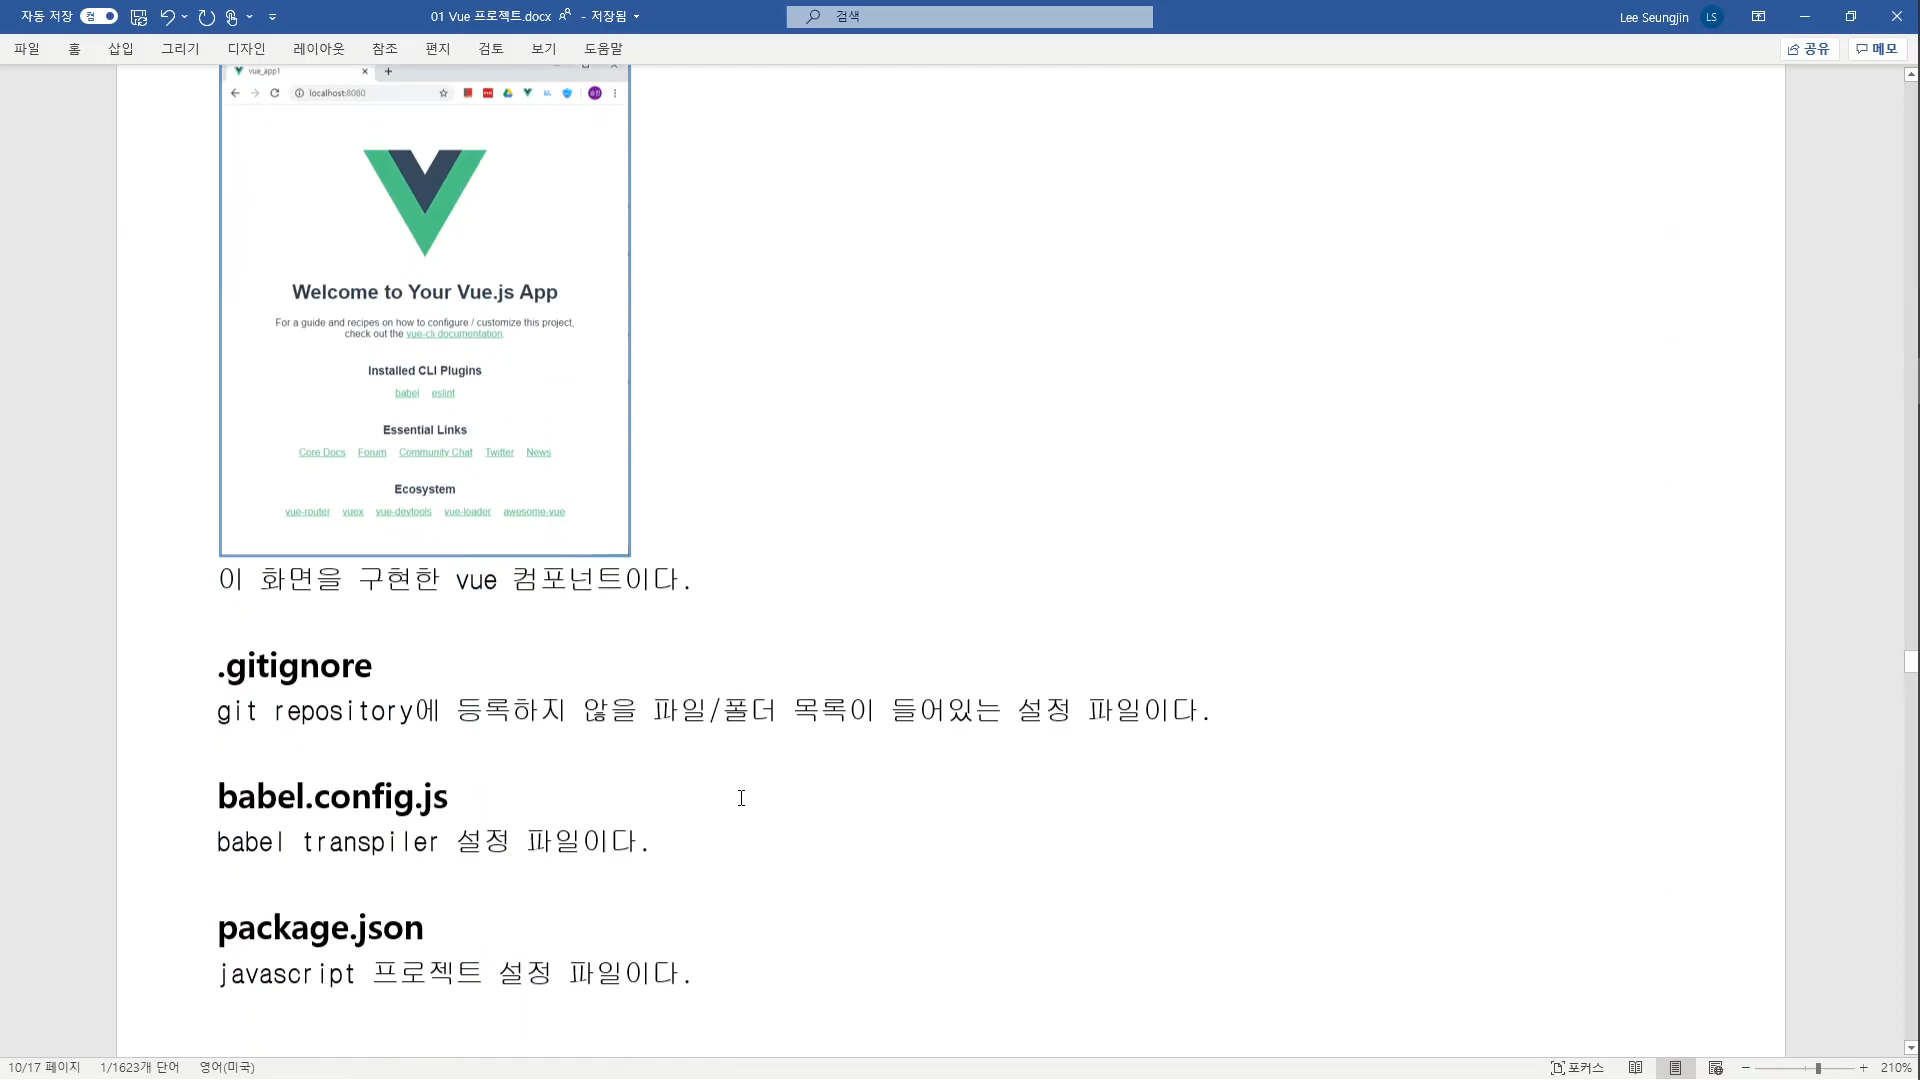 자동 저장
01 Vue 프로젝트.docx - 저장됨
검색
Lee Seungjin LS
파일 홈 삽입 그리기 디자인 레이아웃 참조 편지 검토 보기 도움말
공유 메모
vue_app1
localhost:8080
Welcome to Your Vue.js App
For a guide and recipes on how to configure / customize this project,
check out the vue-cli documentation.
Installed CLI Plugins
babel eslint
Essential Links
Core Docs Forum Community Chat Twitter News
Ecosystem
vue-router vuex vue-devtools vue-loader awesome-vue
이 화면을 구현한 vue 컴포넌트이다.
.gitignore
git repository에 등록하지 않을 파일/폴더 목록이 들어있는 설정 파일이다.
babel.config.js
babel transpiler 설정 파일이다.
package.json
javascript 프로젝트 설정 파일이다.
10/17 페이지 1/1623개 단어 영어(미국)
포커스
210%